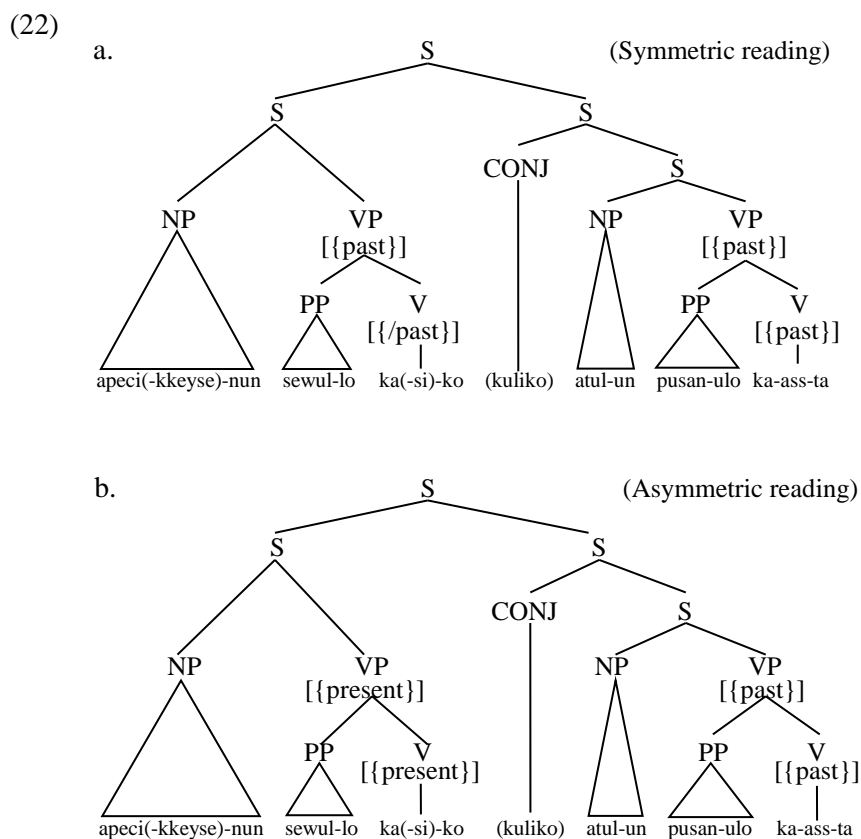 (22)
a. S (Symmetric reading)
S S
CONJ S
NP VP NP VP
[{past}] [{past}]
PP V PP V
[{/past}] [{past}]
apeci(-kkeyse)-nun sewul-lo ka(-si)-ko (kuliko) atul-un pusan-ulo ka-ass-ta
b. S (Asymmetric reading)
S S
CONJ S
NP VP NP VP
[{present}] [{past}]
PP V PP V
[{present}] [{past}]
apeci(-kkeyse)-nun sewul-lo ka(-si)-ko (kuliko) atul-un pusan-ulo ka-ass-ta